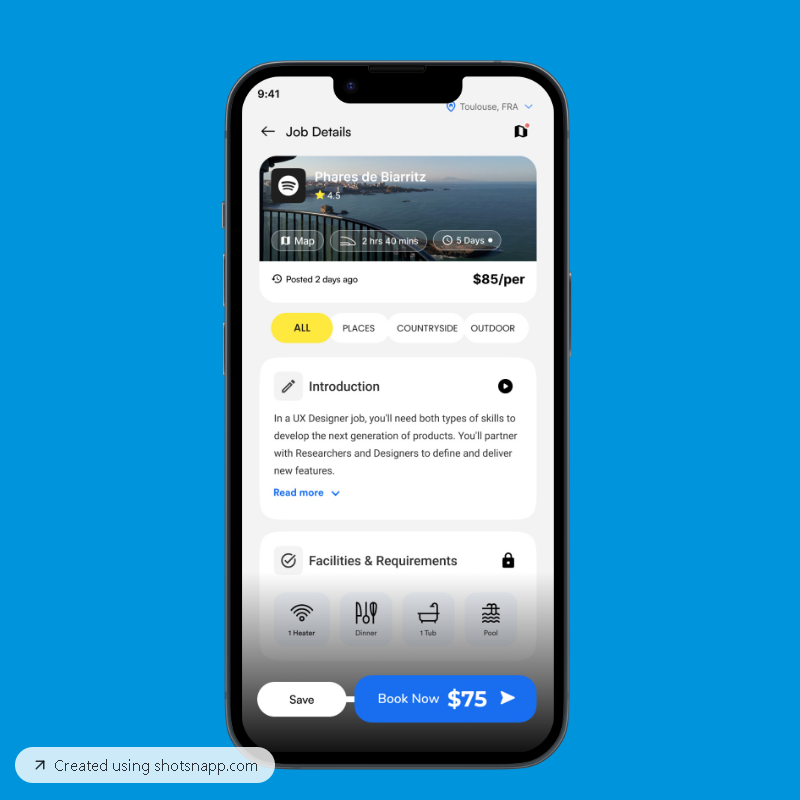 9:41
Toulouse, FRA
Job Details
Phares de Biarritz
4.5
Map
2 hrs 40 mins
5 Days
Posted 2 days ago
$85/per
ALL
PLACES
COUNTRYSIDE
OUTDOOR
Introduction
In a UX Designer job, you'll need both types of skills to
develop the next generation of products. You'll partner
with Researchers and Designers to define and deliver
new features.
Read more
Facilities & Requirements
1 Heater
Dinner
1 Tub
Pool
Save
Book Now $75
Created using shotsnapp.com